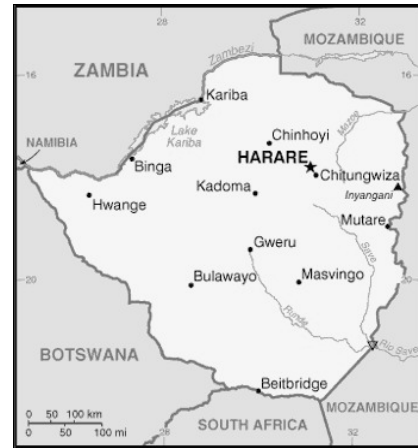 28
32
MOZAMBIQUE
Zambezi
16
16
ZAMBIA
Kariba
Lake
Kariba
Chinhoyi
Mazoe
NAMIBIA
HARARE
Binga
Chitungwiza
Inyangani
Hwange
Kadoma
Mutare
Gweru
Save
20
20
Bulawayo
Masvingo
Runde
Rio Save
BOTSWANA
Beitbridge
0 50 100 km
0 50 100 mi
28
SOUTH AFRICA
MOZAMBIQUE
32